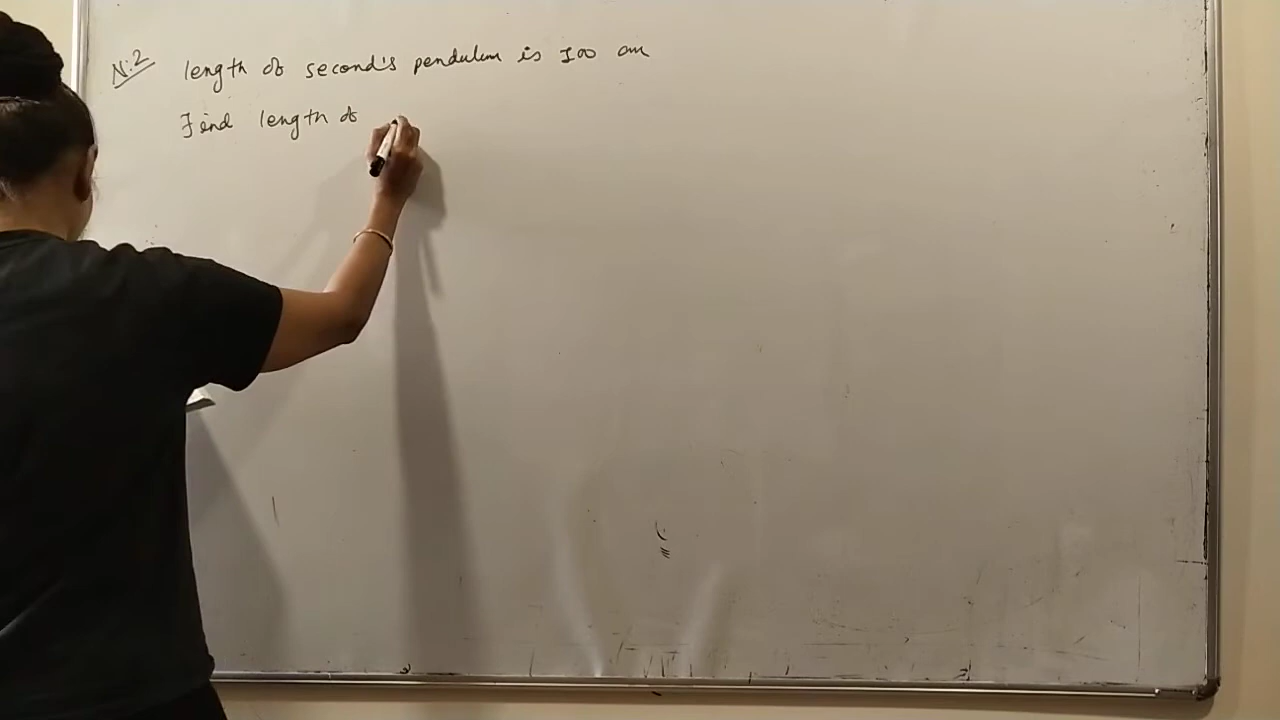 N:2 length of second's pendulum is 100 cm
Find length of